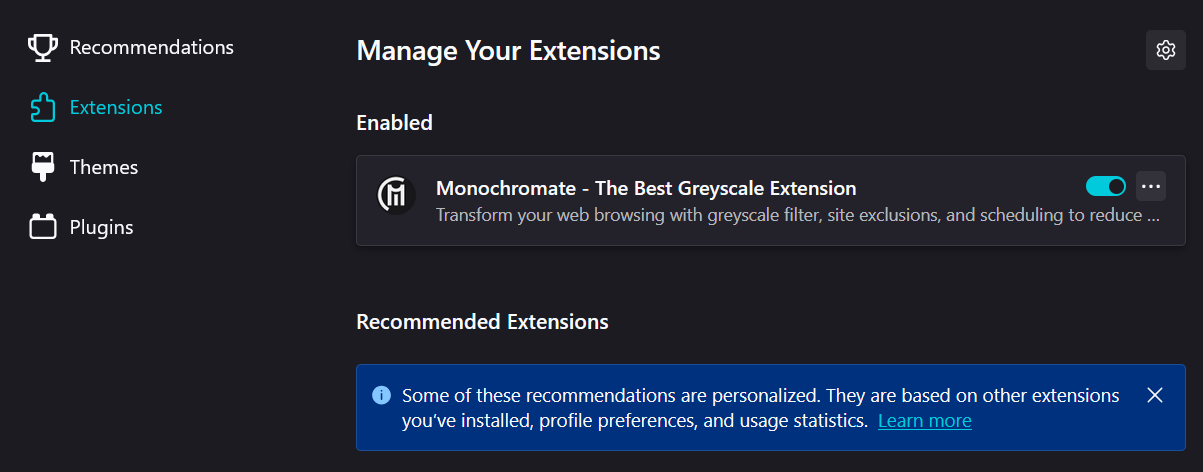 Recommendations
Extensions
Themes
Plugins
Manage Your Extensions
Enabled
Monochromate - The Best Greyscale Extension
Transform your web browsing with greyscale filter, site exclusions, and scheduling to reduce ...
Recommended Extensions
Some of these recommendations are personalized. They are based on other extensions
you’ve installed, profile preferences, and usage statistics. Learn more